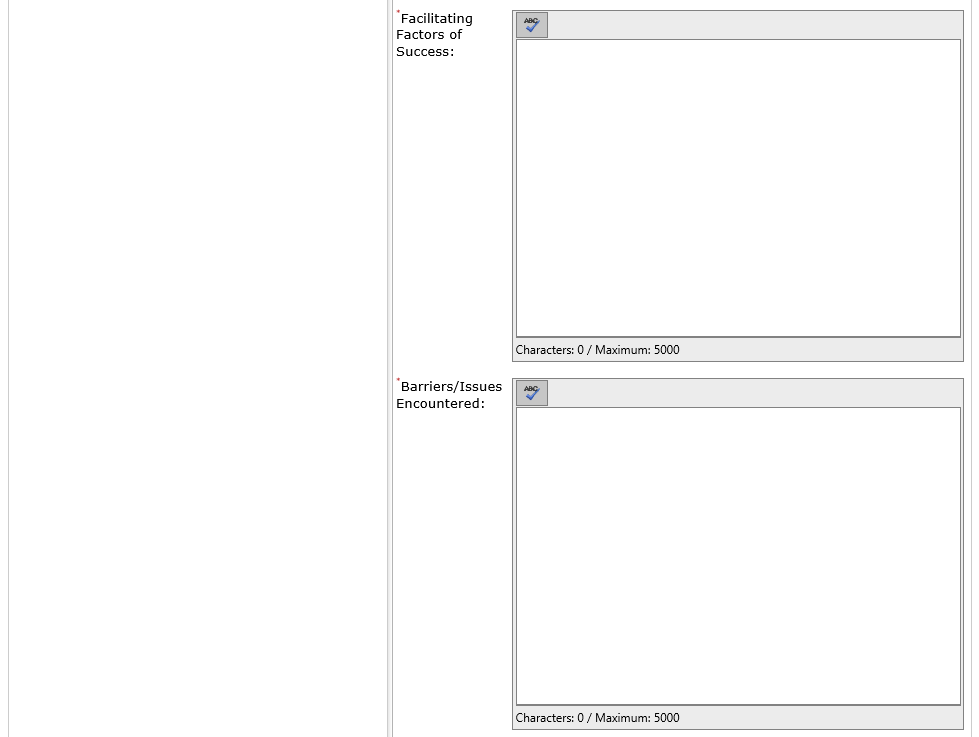 *Facilitating
Factors of
Success:
ABC
Characters: 0 / Maximum: 5000
*Barriers/Issues
Encountered:
ABC
Characters: 0 / Maximum: 5000